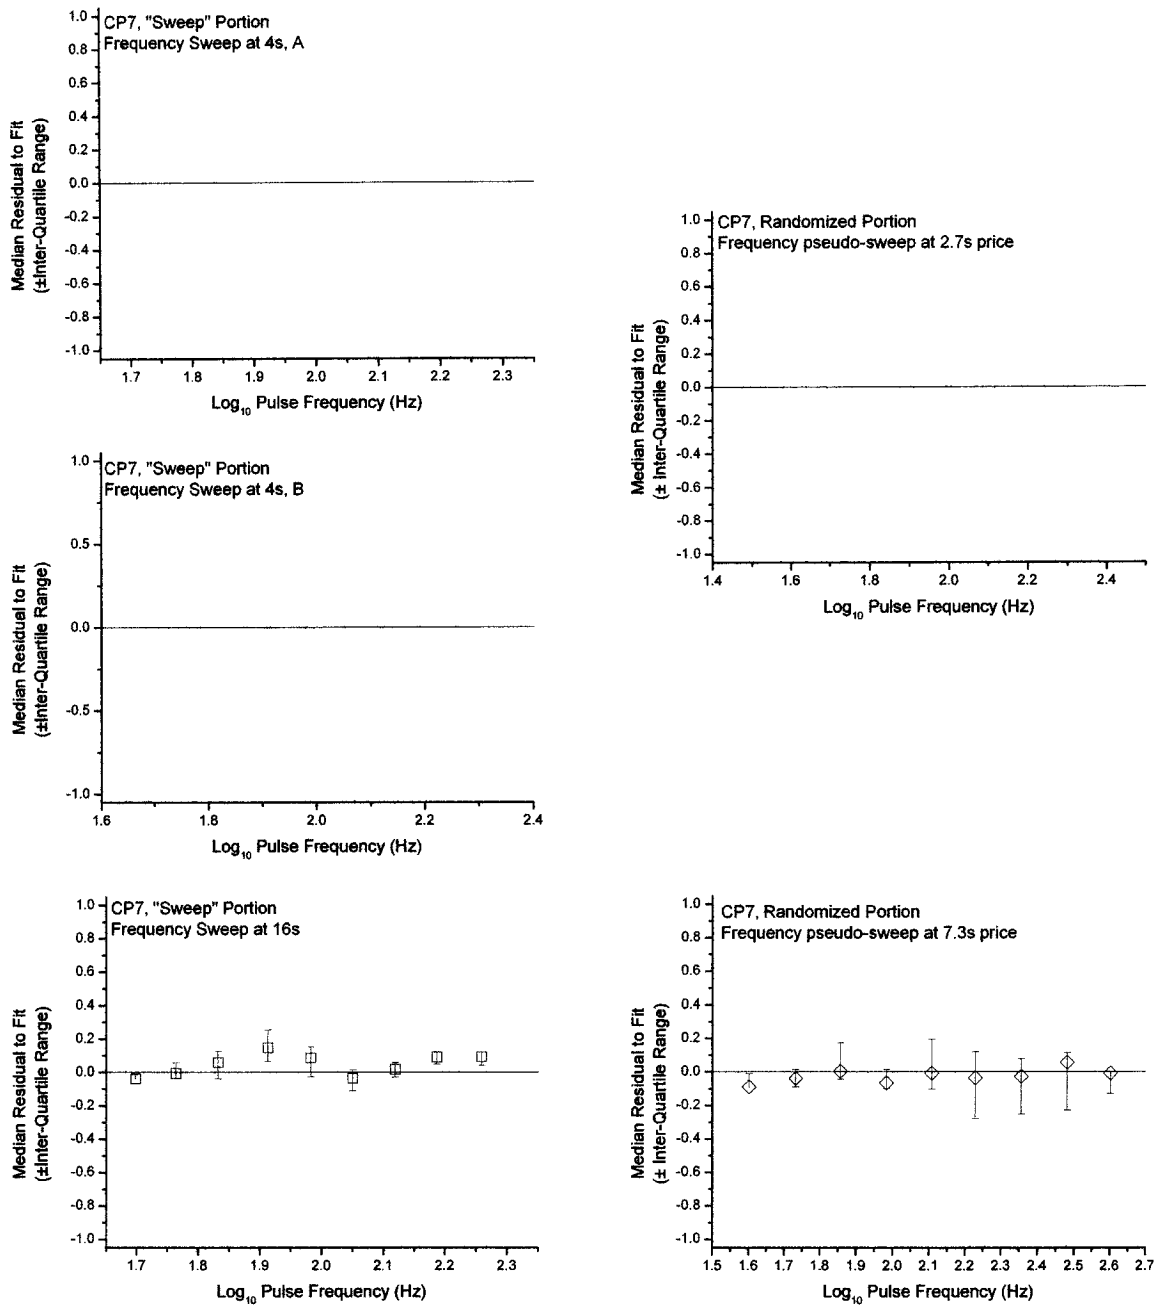 CP7, "Sweep" Portion
Frequency Sweep at 4s, A
1.0
0.8
0.6
0.4
0.2
0.0
-0.2
-0.4
-0.6
-0.8
-1.0
Median Residual to Fit
(±Inter-Quartile Range)
1.7 1.8 1.9 2.0 2.1 2.2 2.3
Log10 Pulse Frequency (Hz)
CP7, Randomized Portion
Frequency pseudo-sweep at 2.7s price
1.0
0.8
0.6
0.4
0.2
0.0
-0.2
-0.4
-0.6
-0.8
-1.0
Median Residual to Fit
(± Inter-Quartile Range)
1.4 1.6 1.8 2.0 2.2 2.4
Log10 Pulse Frequency (Hz)
CP7, "Sweep" Portion
Frequency Sweep at 4s, B
1.0
0.5
0.0
-0.5
-1.0
Median Residual to Fit
(±Inter-Quartile Range)
1.6 1.8 2.0 2.2 2.4
Log10 Pulse Frequency (Hz)
CP7, "Sweep" Portion
Frequency Sweep at 16s
1.0
0.8
0.6
0.4
0.2
0.0
-0.2
-0.4
-0.6
-0.8
-1.0
Median Residual to Fit
(±Inter-Quartile Range)
1.7 1.8 1.9 2.0 2.1 2.2 2.3
Log10 Pulse Frequency (Hz)
CP7, Randomized Portion
Frequency pseudo-sweep at 7.3s price
1.0
0.8
0.6
0.4
0.2
0.0
-0.2
-0.4
-0.6
-0.8
-1.0
Median Residual to Fit
(± Inter-Quartile Range)
1.5 1.6 1.7 1.8 1.9 2.0 2.1 2.2 2.3 2.4 2.5 2.6 2.7
Log10 Pulse Frequency (Hz)